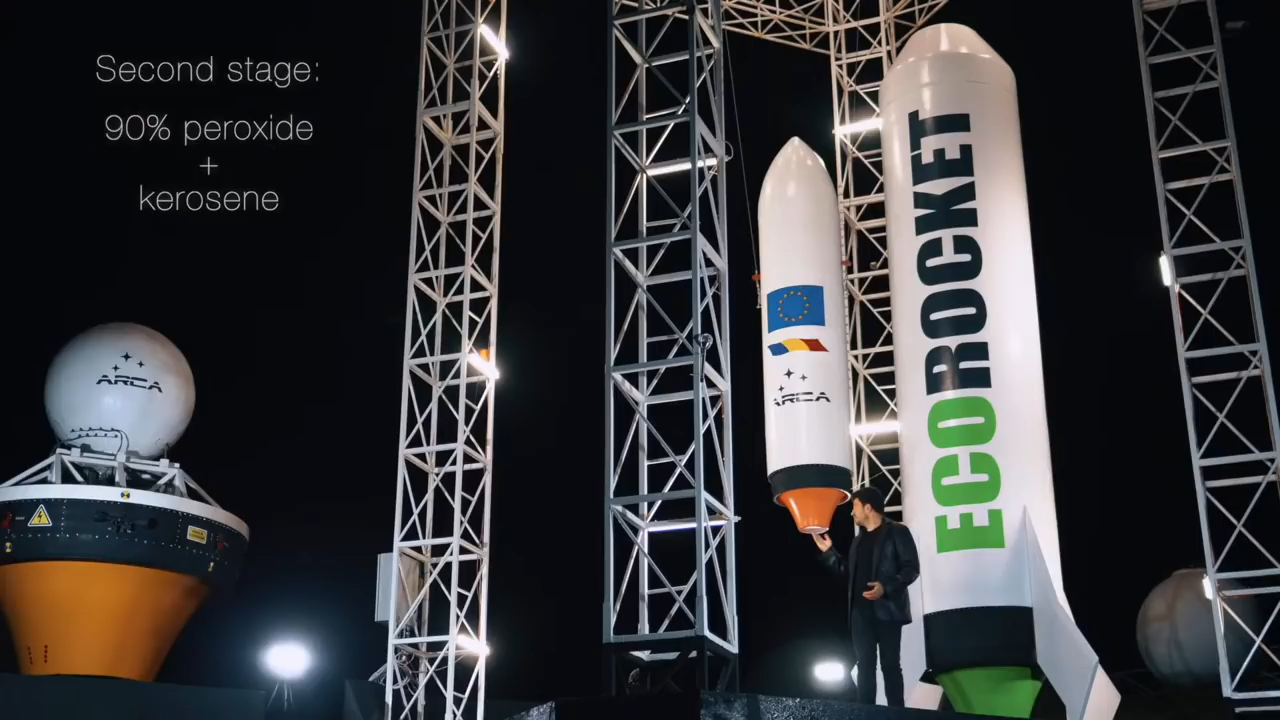 Second stage:
90% peroxide
+
kerosene
ARCA
ARCA
ECOROCKET